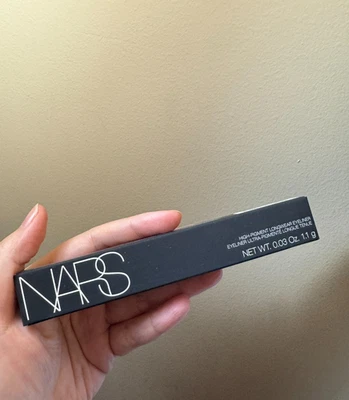 NARS
HIGH-PIGMENT LONGWEAR EYELINER
EYELINER ULTRA-PIGMENTÉ LONGUE TENUE
NET WT. 0.03 Oz. 1.1 g